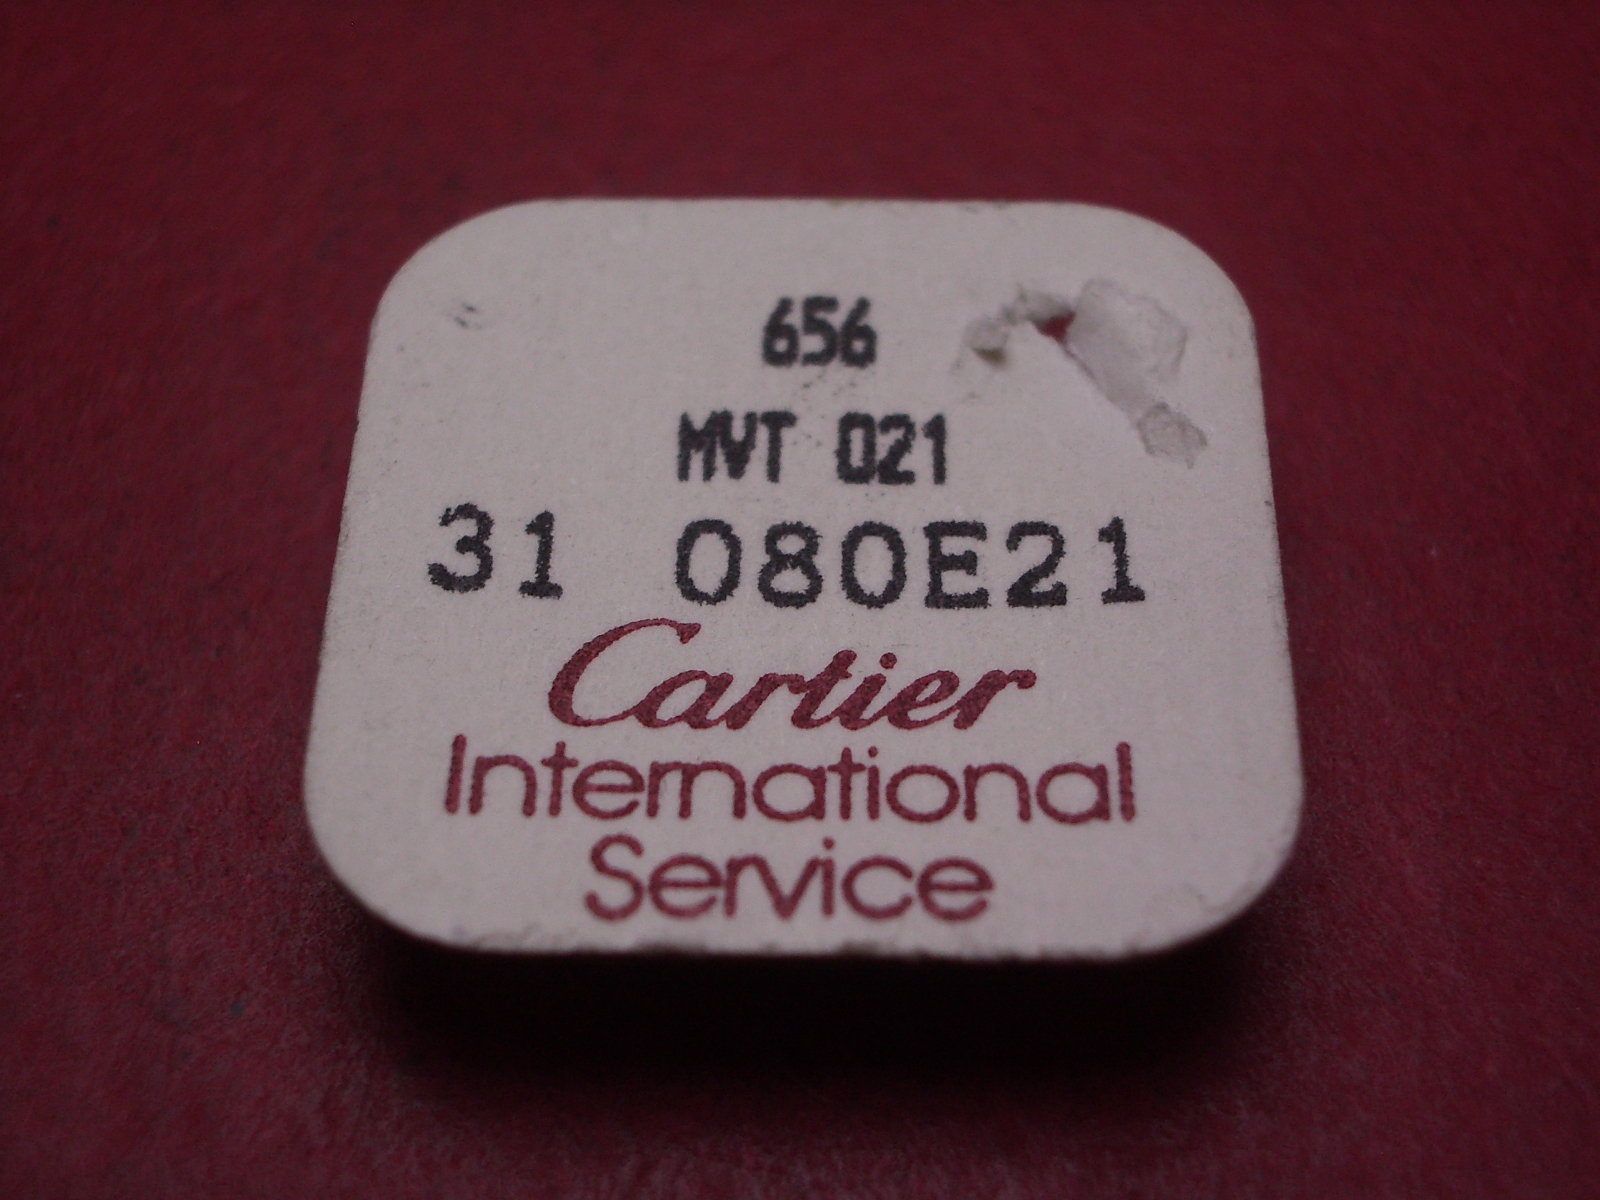 656
MVT 021
31 080E21
Cartier
International
Service